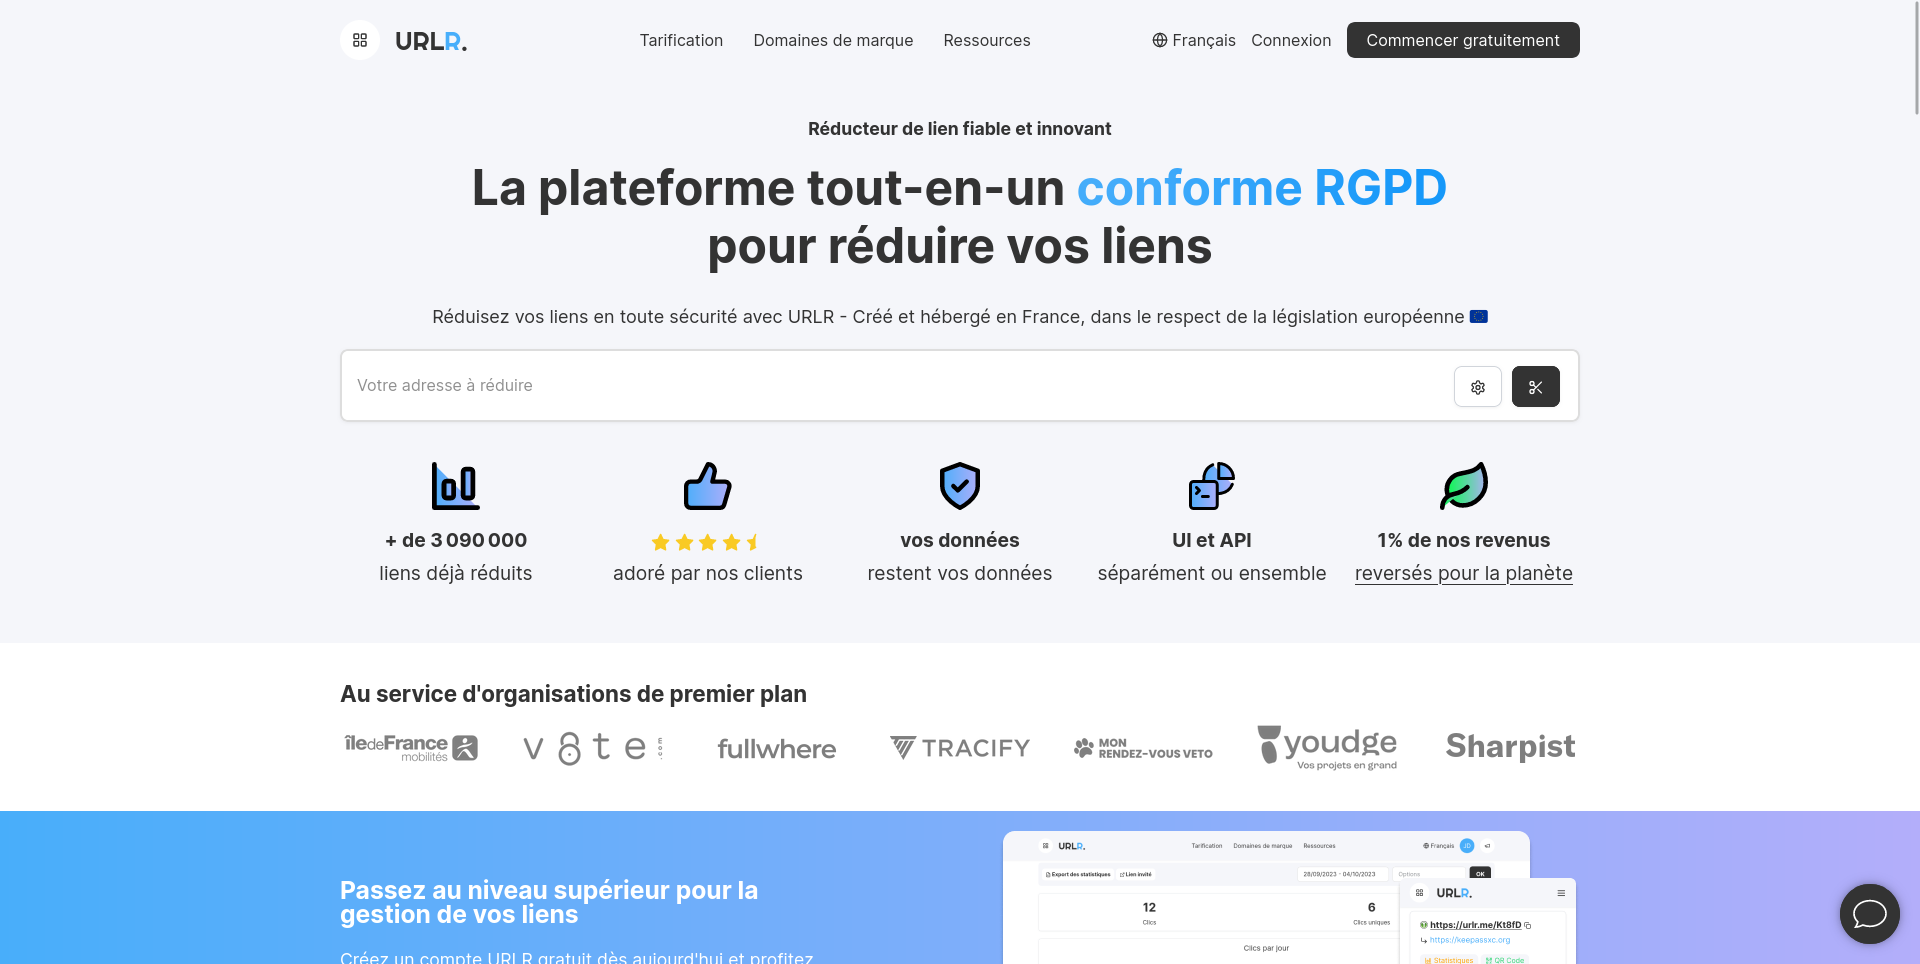 URLR.
Tarification
Domaines de marque
Ressources
Français
Connexion
Commencer gratuitement
Réducteur de lien fiable et innovant
La plateforme tout-en-un conforme RGPD
pour réduire vos liens
Réduisez vos liens en toute sécurité avec URLR - Créé et hébergé en France, dans le respect de la législation européenne
Votre adresse à réduire
+ de 3 090 000
liens déjà réduits
adoré par nos clients
vos données
restent vos données
UI et API
séparément ou ensemble
1% de nos revenus
reversés pour la planète
Au service d'organisations de premier plan
îledeFrance
mobilités
vote
.com
fullwhere
TRACIFY
MON
RENDEZ-VOUS VETO
youdge
Vos projets en grand
Sharpist
Passez au niveau supérieur pour la
gestion de vos liens
Créez un compte URLR gratuit dès aujourd'hui et profitez
URLR.
Tarification
Domaines de marque
Ressources
Français
JD
Export des statistiques
Lien invité
28/09/2023 - 04/10/2023
Options
OK
12
Clics
6
Clics uniques
Clics par jour
URLR.
https://urlr.me/Kt8fD
https://keepassxc.org
Statistiques
QR Code